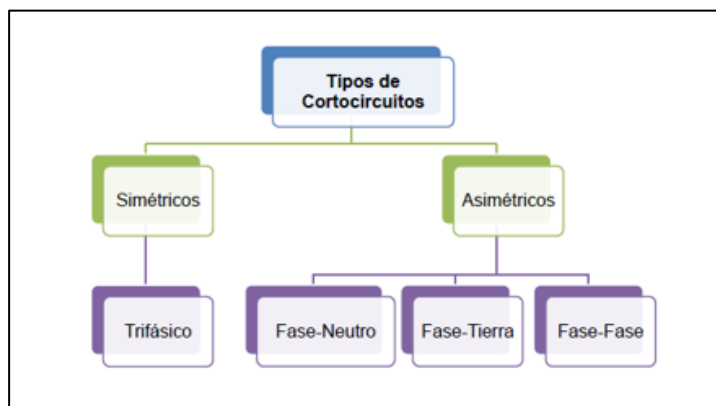 Tipos de
Cortocircuitos
Simétricos
Asimétricos
Trifásico
Fase-Neutro
Fase-Tierra
Fase-Fase